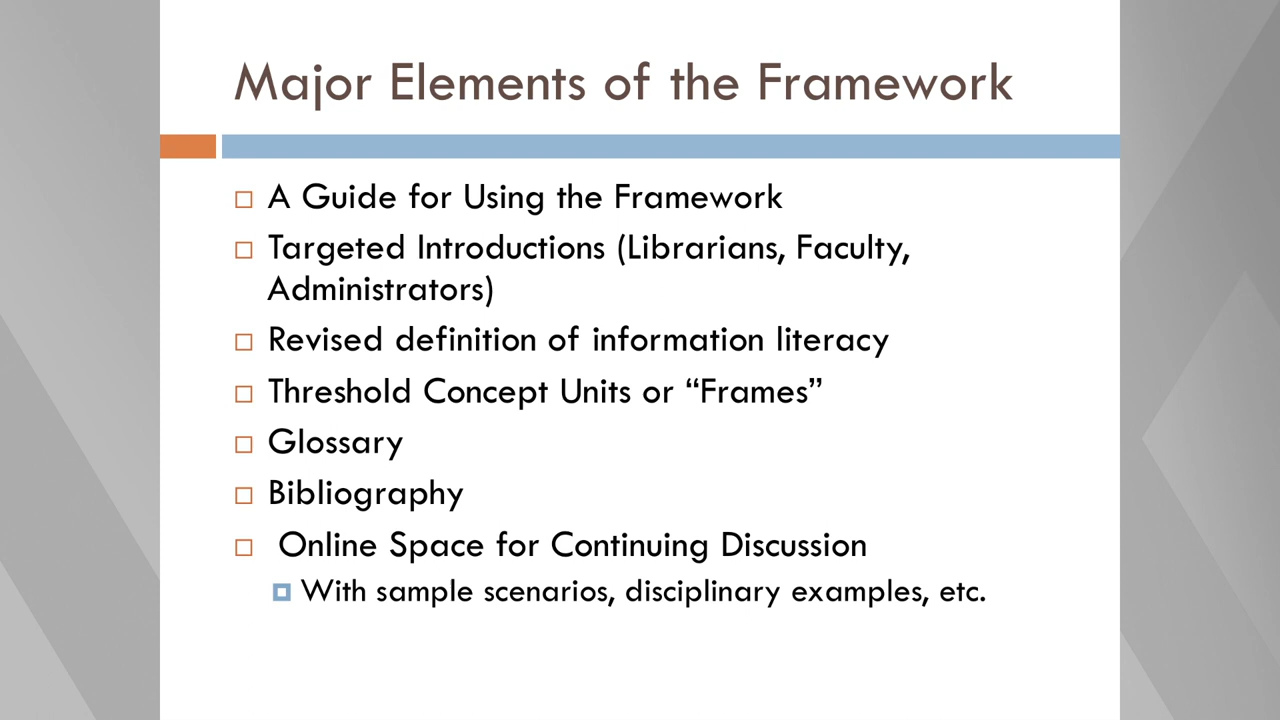 Major Elements of the Framework
A Guide for Using the Framework
Targeted Introductions (Librarians, Faculty,
Administrators)
Revised definition of information literacy
Threshold Concept Units or “Frames”
Glossary
Bibliography
Online Space for Continuing Discussion
With sample scenarios, disciplinary examples, etc.